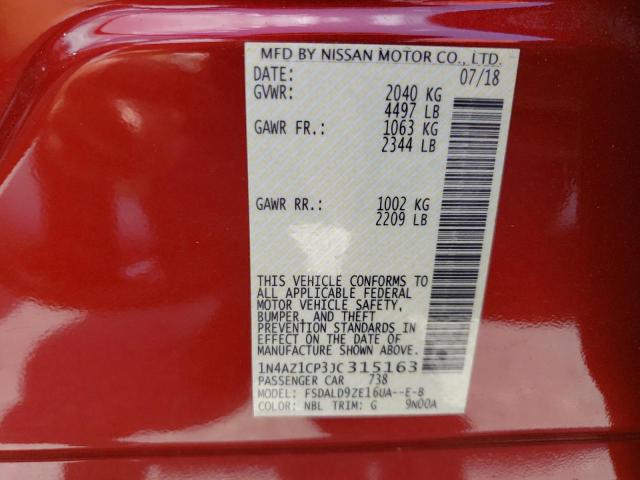 MFD BY NISSAN MOTOR CO., LTD.
DATE: 07/18
GVWR: 2040 KG
4497 LB
GAWR FR.: 1063 KG
2344 LB
GAWR RR.: 1002 KG
2209 LB
THIS VEHICLE CONFORMS TO
ALL APPLICABLE FEDERAL
MOTOR VEHICLE SAFETY,
BUMPER, AND THEFT
PREVENTION STANDARDS IN
EFFECT ON THE DATE OF
MANUFACTURE SHOWN ABOVE.
1N4AZ1CP3JC315163
PASSENGER CAR 738
MODEL: FSDALD9ZE16UA--E-B
COLOR: NBL TRIM: G 9N00A